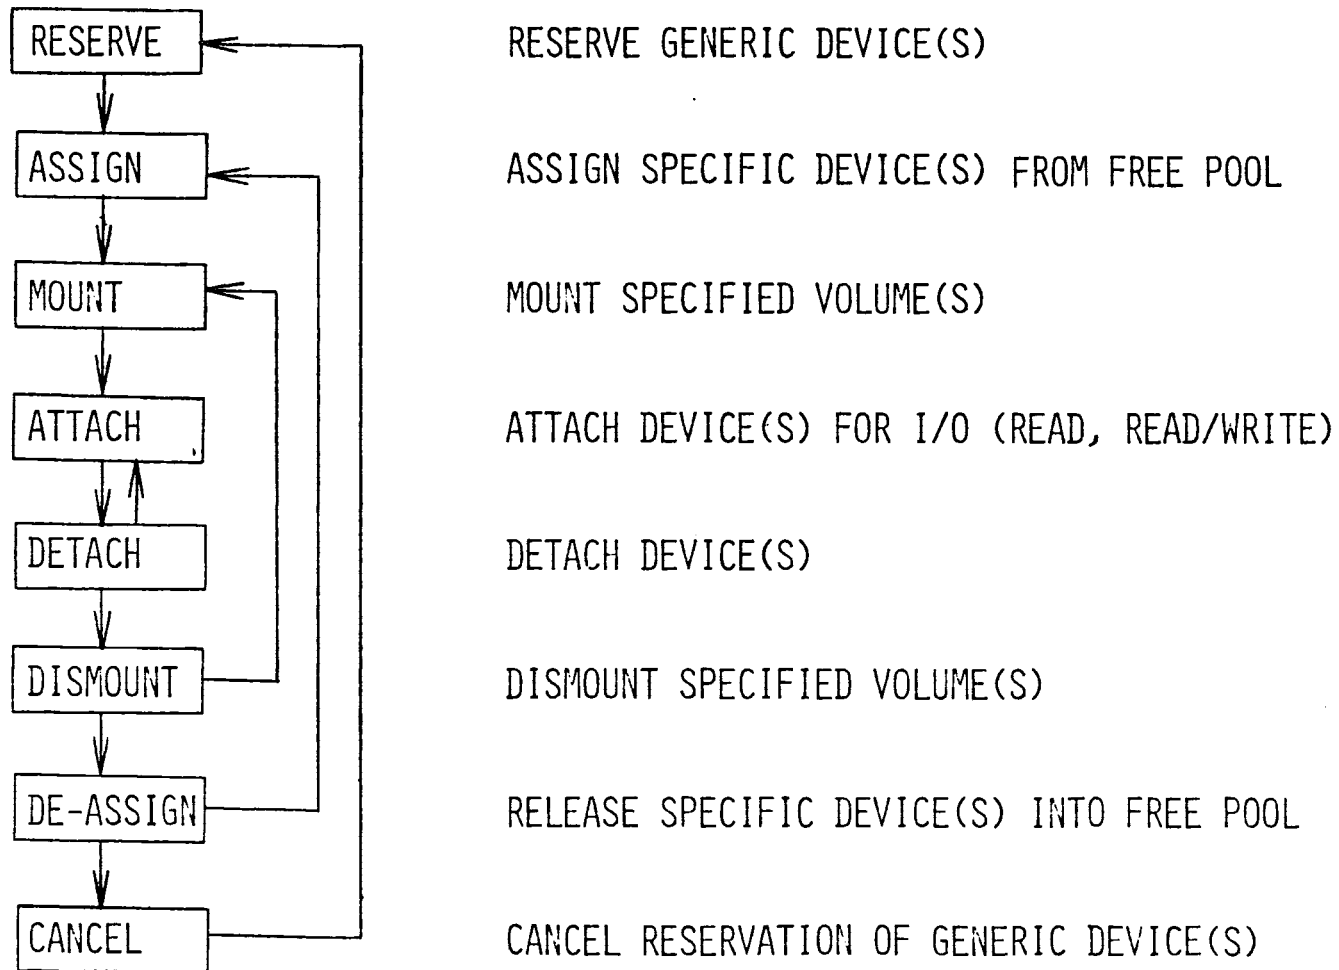 RESERVE RESERVE GENERIC DEVICE(S)
ASSIGN ASSIGN SPECIFIC DEVICE(S) FROM FREE POOL
MOUNT MOUNT SPECIFIED VOLUME(S)
ATTACH ATTACH DEVICE(S) FOR I/O (READ, READ/WRITE)
DETACH DETACH DEVICE(S)
DISMOUNT DISMOUNT SPECIFIED VOLUME(S)
DE-ASSIGN RELEASE SPECIFIC DEVICE(S) INTO FREE POOL
CANCEL CANCEL RESERVATION OF GENERIC DEVICE(S)